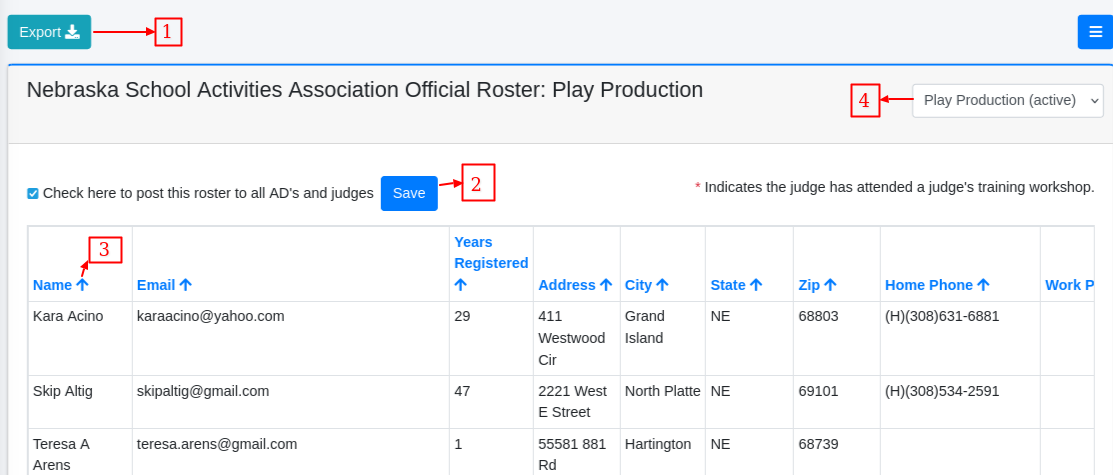 Export
1
Nebraska School Activities Association Official Roster: Play Production
4
Play Production (active)
Check here to post this roster to all AD's and judges
Save
2
* Indicates the judge has attended a judge's training workshop.
3
Years
Registered
Name Email Address City State Zip Home Phone Work P
Kara Acino karaacino@yahoo.com 29 411 Grand NE 68803 (H)(308)631-6881
Westwood Island
Cir
Skip Altig skipaltig@gmail.com 47 2221 West North Platte NE 69101 (H)(308)534-2591
E Street
Teresa A teresa.arens@gmail.com 1 55581 881 Hartington NE 68739
Arens Rd